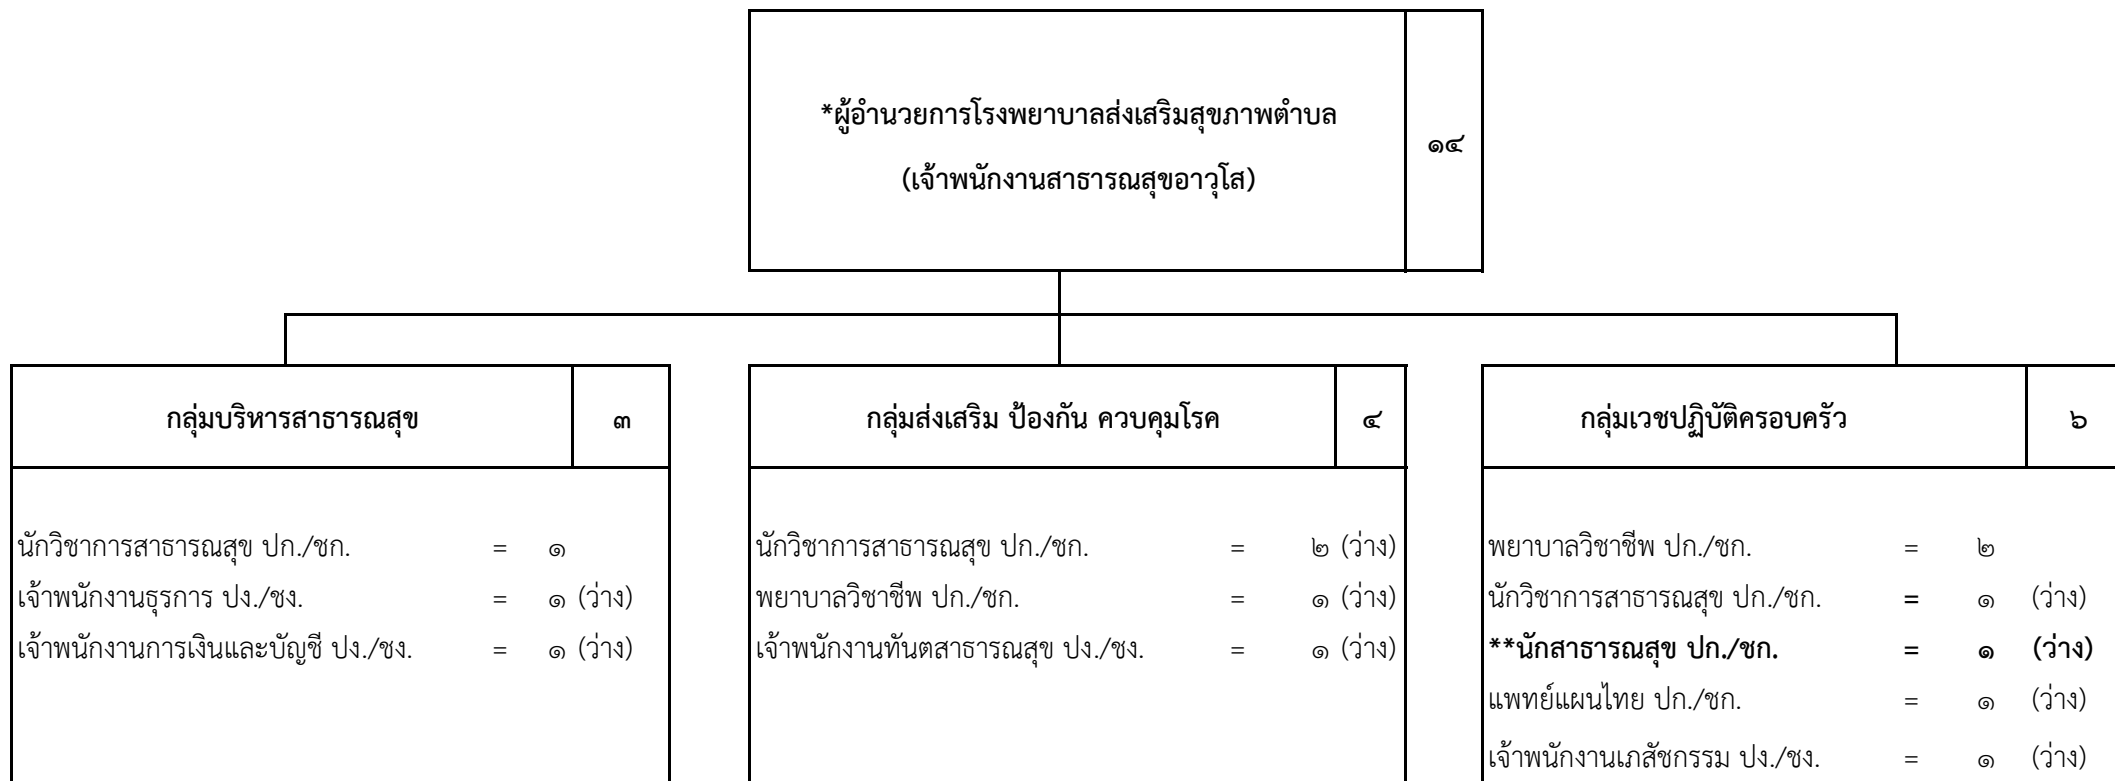 *ผู้อำนวยการโรงพยาบาลส่งเสริมสุขภาพตำบล
(เจ้าพนักงานสาธารณสุขอาวุโส)
๑๔
กลุ่มบริหารสาธารณสุข ๓
นักวิชาการสาธารณสุข ปก./ชก. = ๑
เจ้าพนักงานธุรการ ปง./ชง. = ๑ (ว่าง)
เจ้าพนักงานการเงินและบัญชี ปง./ชง. = ๑ (ว่าง)
กลุ่มส่งเสริม ป้องกัน ควบคุมโรค ๔
นักวิชาการสาธารณสุข ปก./ชก. = ๒ (ว่าง)
พยาบาลวิชาชีพ ปก./ชก. = ๑ (ว่าง)
เจ้าพนักงานทันตสาธารณสุข ปง./ชง. = ๑ (ว่าง)
กลุ่มเวชปฏิบัติครอบครัว ๖
พยาบาลวิชาชีพ ปก./ชก. = ๒
นักวิชาการสาธารณสุข ปก./ชก. = ๑ (ว่าง)
**นักสาธารณสุข ปก./ชก. = ๑ (ว่าง)
แพทย์แผนไทย ปก./ชก. = ๑ (ว่าง)
เจ้าพนักงานเภสัชกรรม ปง./ชง. = ๑ (ว่าง)